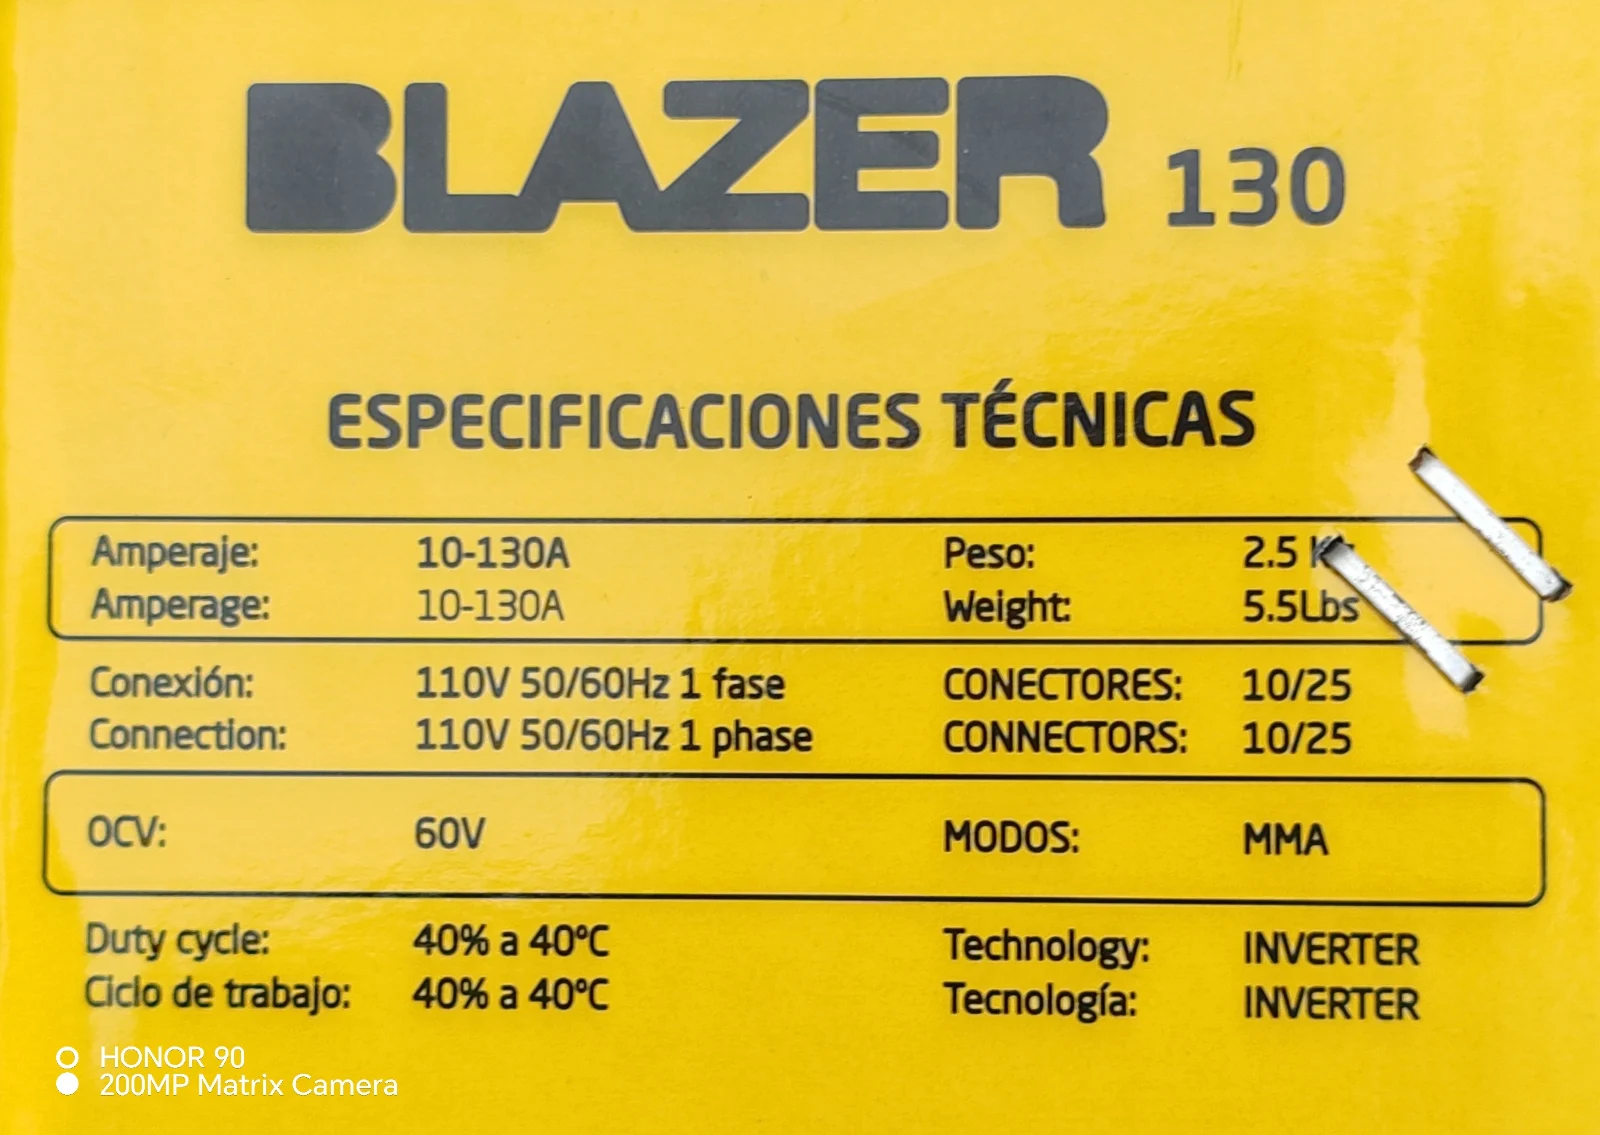 BLAZER 130
ESPECIFICACIONES TÉCNICAS
Amperaje: 10-130A Peso: 2.5
Amperage: 10-130A Weight: 5.5Lbs
Conexión: 110V 50/60Hz 1 fase CONECTORES: 10/25
Connection: 110V 50/60Hz 1 phase CONNECTORS: 10/25
OCV: 60V MODOS: MMA
Duty cycle: 40% a 40ºC Technology: INVERTER
Ciclo de trabajo: 40% a 40ºC Tecnología: INVERTER
HONOR 90
200MP Matrix Camera